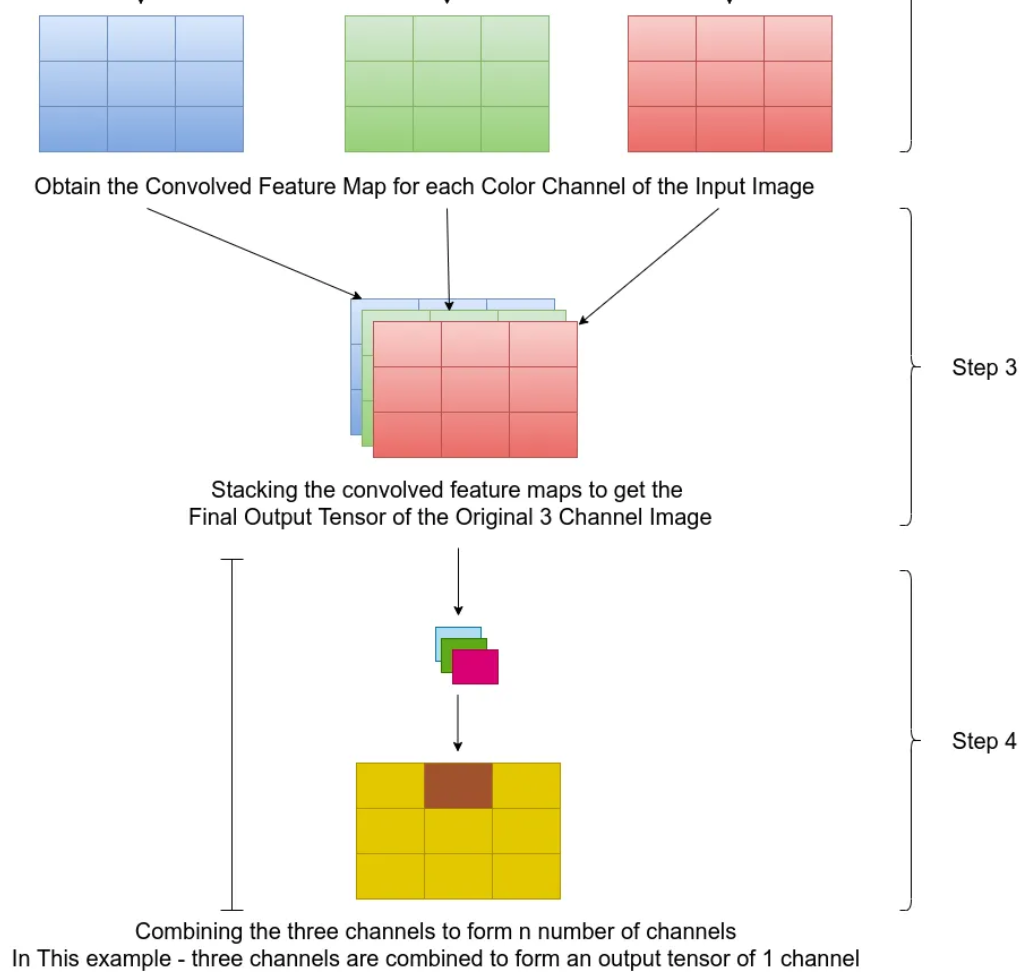 Obtain the Convolved Feature Map for each Color Channel of the Input Image
Step 3
Stacking the convolved feature maps to get the
Final Output Tensor of the Original 3 Channel Image
Step 4
Combining the three channels to form n number of channels
In This example - three channels are combined to form an output tensor of 1 channel